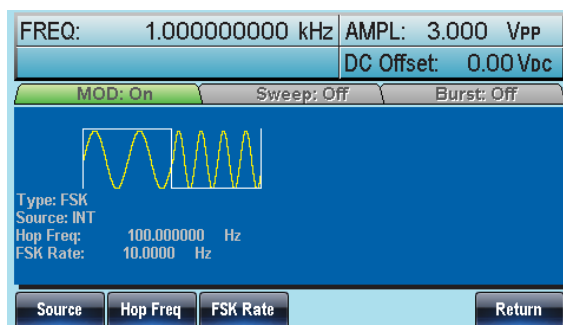 FREQ: 1.000000000 kHz AMPL: 3.000 VPP
DC Offset: 0.00 VDC
MOD: On Sweep: Off Burst: Off
Type: FSK
Source: INT
Hop Freq: 100.000000 Hz
FSK Rate: 10.0000 Hz
Source Hop Freq FSK Rate Return